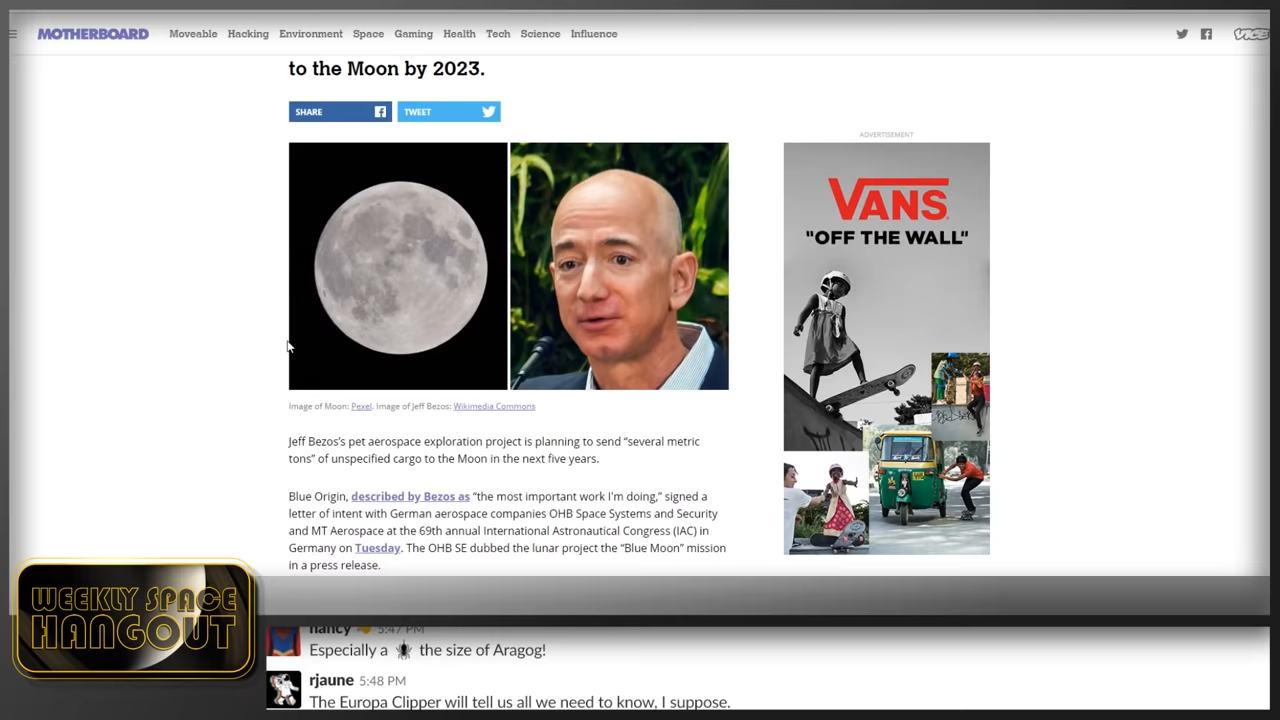 MOTHERBOARD Moveable Hacking Environment Space Gaming Health Tech Science Influence VICE
to the Moon by 2023.
SHARE TWEET
ADVERTISEMENT
VANS
"OFF THE WALL"
Image of Moon: Pexel. Image of Jeff Bezos: Wikimedia Commons
Jeff Bezos's pet aerospace exploration project is planning to send “several metric
tons” of unspecified cargo to the Moon in the next five years.
Blue Origin, described by Bezos as “the most important work I'm doing,” signed a
letter of intent with German aerospace companies OHB Space Systems and Security
and MT Aerospace at the 69th annual International Astronautical Congress (IAC) in
Germany on Tuesday. The OHB SE dubbed the lunar project the “Blue Moon” mission
in a press release.
WEEKLY SPACE
HANGOUT
nancy 5:47 PM
Especially a 🕷 the size of Aragog!
rjaune 5:48 PM
The Europa Clipper will tell us all we need to know, I suppose.